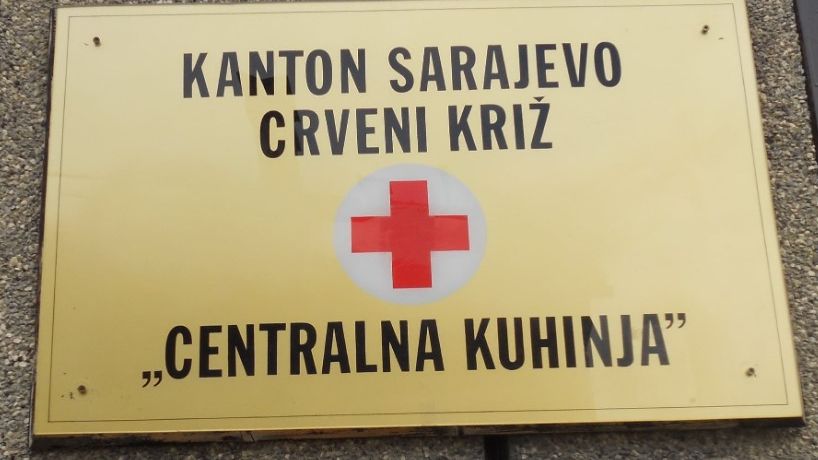 KANTON SARAJEVO
CRVENI KRIŽ
„CENTRALNA KUHINJA”